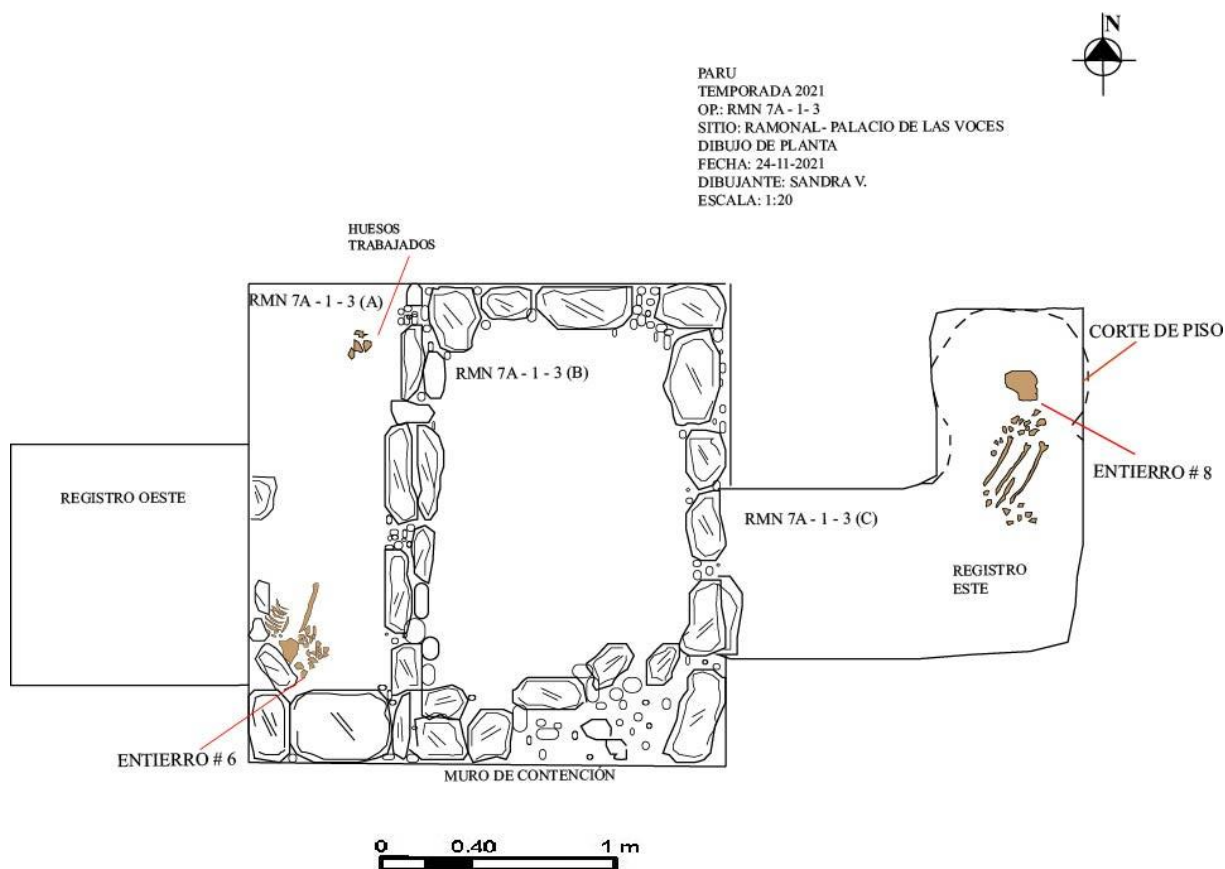 N
PARU
TEMPORADA 2021
OP.: RMN 7A - 1- 3
SITIO: RAMONAL- PALACIO DE LAS VOCES
DIBUJO DE PLANTA
FECHA: 24-11-2021
DIBUJANTE: SANDRA V.
ESCALA: 1:20
HUESOS
TRABAJADOS
RMN 7A - 1 - 3 (A)
RMN 7A - 1 - 3 (B)
CORTE DE PISO
ENTIERRO # 8
REGISTRO OESTE
RMN 7A - 1 - 3 (C)
REGISTRO
ESTE
ENTIERRO # 6
MURO DE CONTENCIÓN
0 0.40 1 m